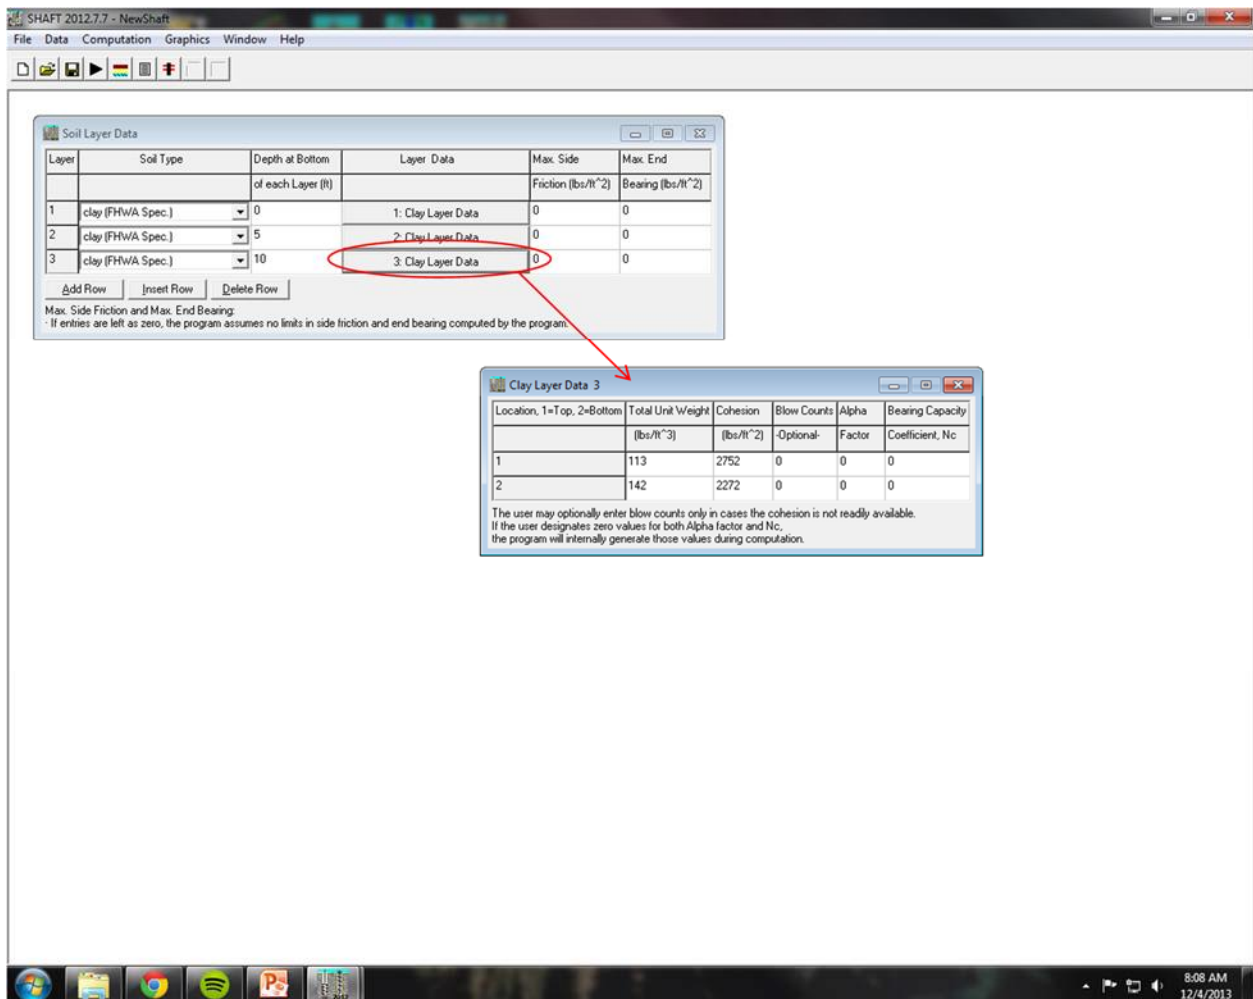 SHAFT 2012.7.7 - NewShaft
File Data Computation Graphics Window Help
Soil Layer Data
Layer Soil Type Depth at Bottom Layer Data Max. Side Max. End
of each Layer (ft) Friction (lbs/ft^2) Bearing (lbs/ft^2)
1 clay (FHWA Spec.) 0 1: Clay Layer Data 0 0
2 clay (FHWA Spec.) 5 2: Clay Layer Data 0 0
3 clay (FHWA Spec.) 10 3: Clay Layer Data 0 0
Add Row Insert Row Delete Row
Max. Side Friction and Max. End Bearing:
- If entries are left as zero, the program assumes no limits in side friction and end bearing computed by the program.
Clay Layer Data 3
Location, 1=Top, 2=Bottom Total Unit Weight Cohesion Blow Counts Alpha Bearing Capacity
(lbs/ft^3) (lbs/ft^2) -Optional- Factor Coefficient, Nc
1 113 2752 0 0 0
2 142 2272 0 0 0
The user may optionally enter blow counts only in cases the cohesion is not readily available.
If the user designates zero values for both Alpha factor and Nc,
the program will internally generate those values during computation.
8:08 AM
12/4/2013